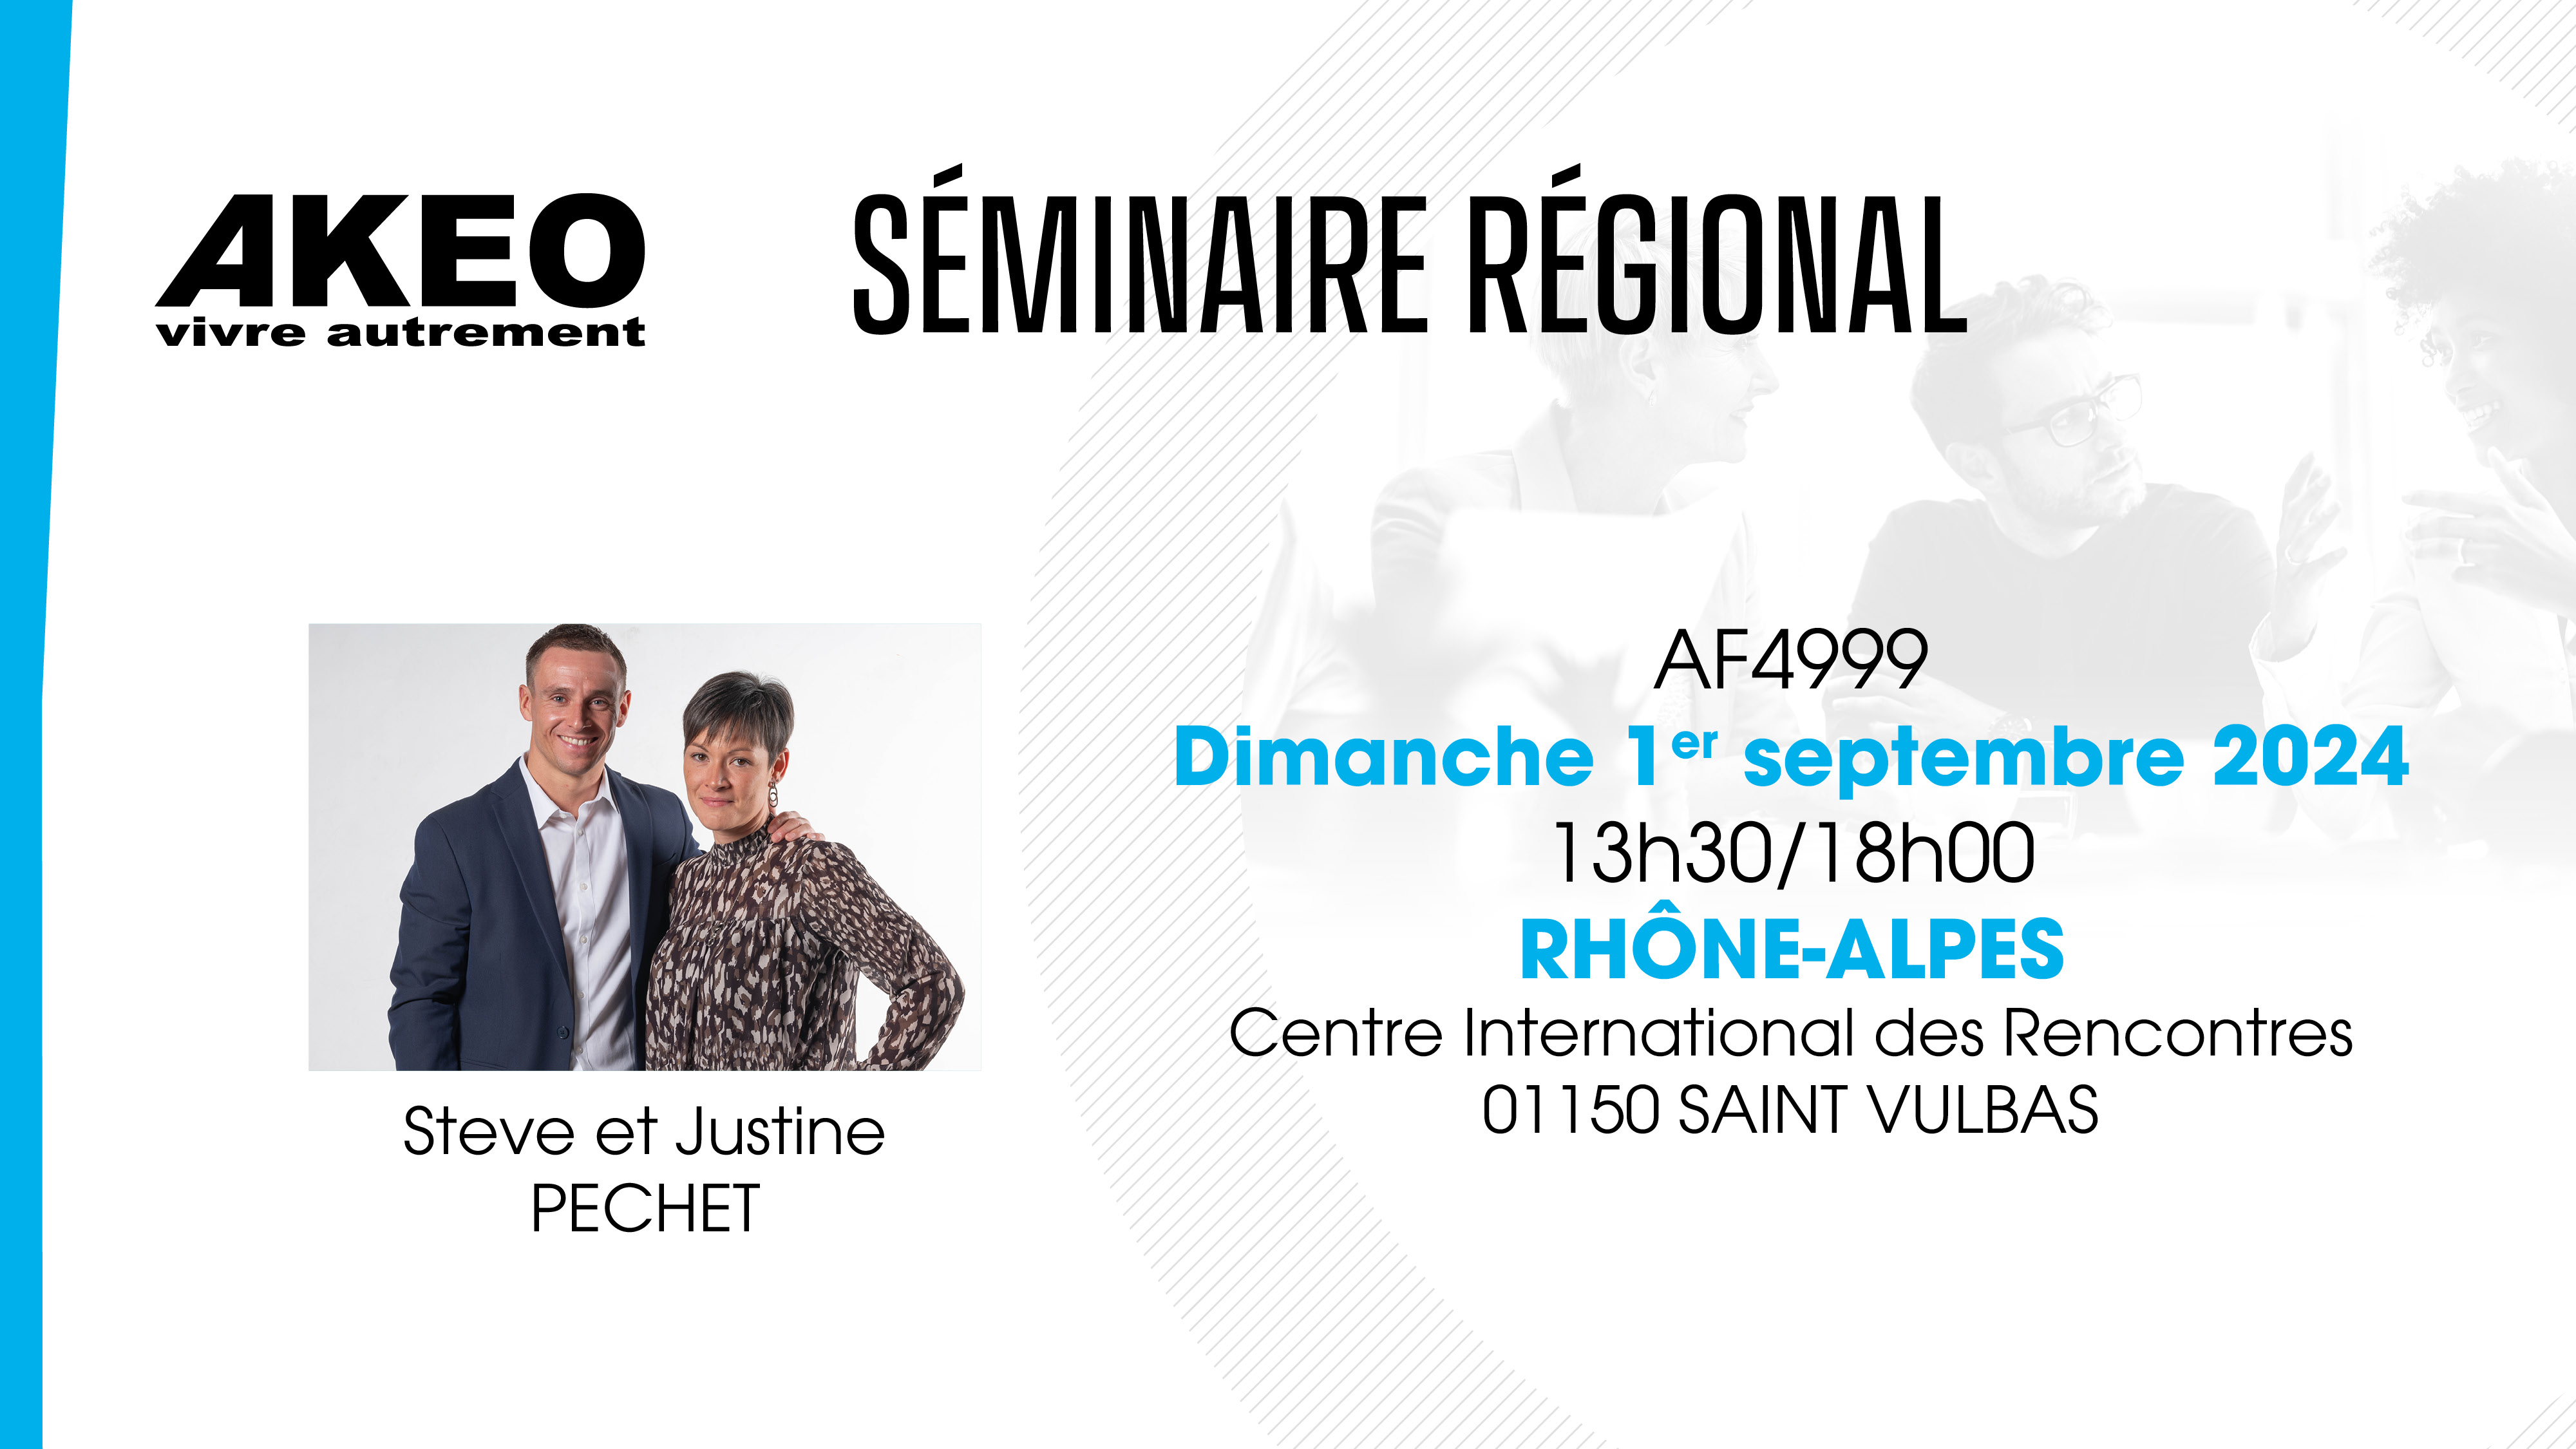 AKEO
vivre autrement
SÉMINAIRE RÉGIONAL
Steve et Justine
PECHET
AF4999
Dimanche 1er septembre 2024
13h30/18h00
RHÔNE-ALPES
Centre International des Rencontres
01150 SAINT VULBAS